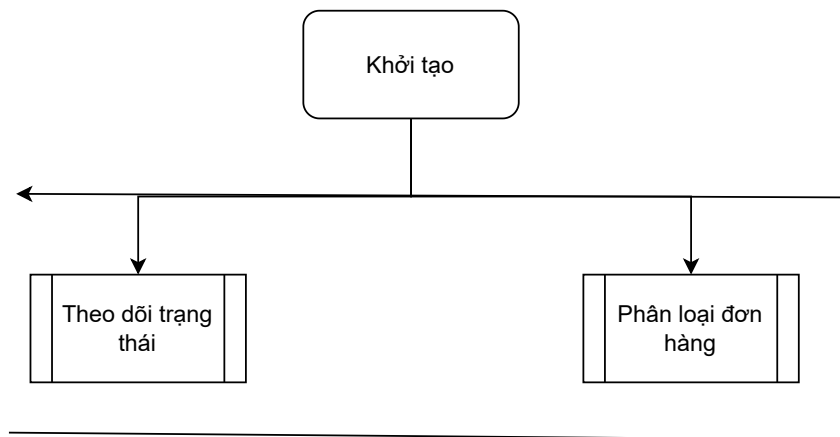 Khởi tạo
Theo dõi trạng
thái
Phân loại đơn
hàng